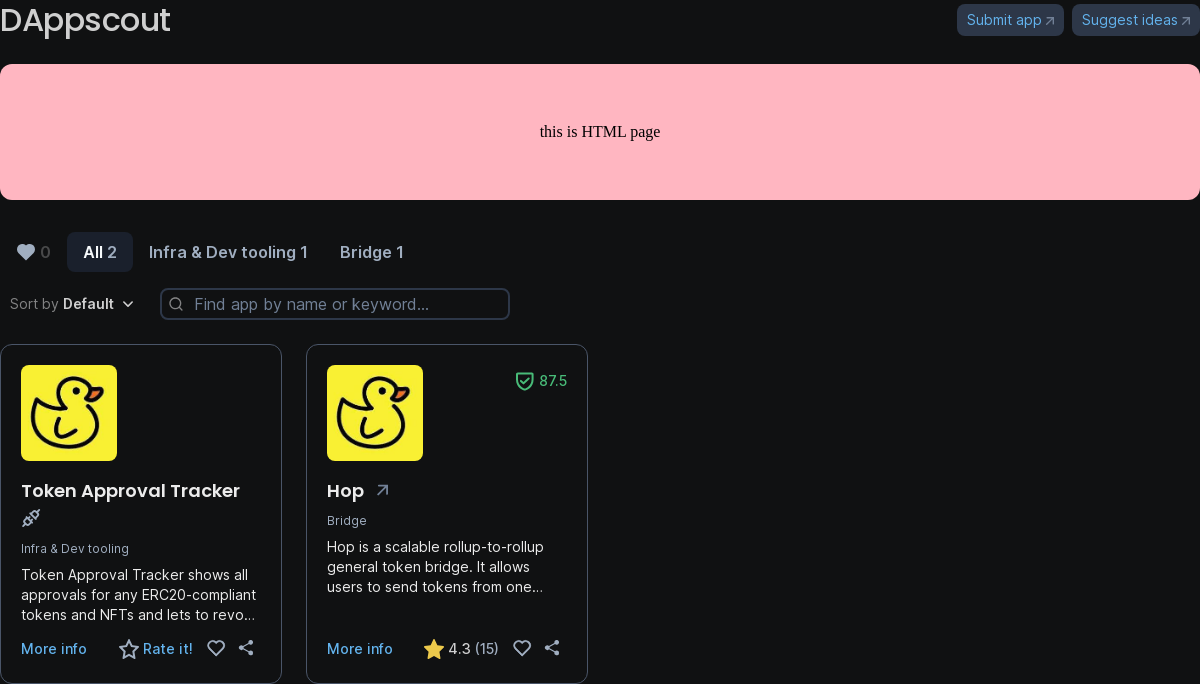 DAppscout
Submit app
Suggest ideas
this is HTML page
0
All 2
Infra & Dev tooling 1
Bridge 1
Sort by Default
Find app by name or keyword...
Token Approval Tracker
Infra & Dev tooling
Token Approval Tracker shows all
approvals for any ERC20-compliant
tokens and NFTs and lets to revo...
More info
Rate it!
87.5
Hop
Bridge
Hop is a scalable rollup-to-rollup
general token bridge. It allows
users to send tokens from one...
More info
4.3 (15)